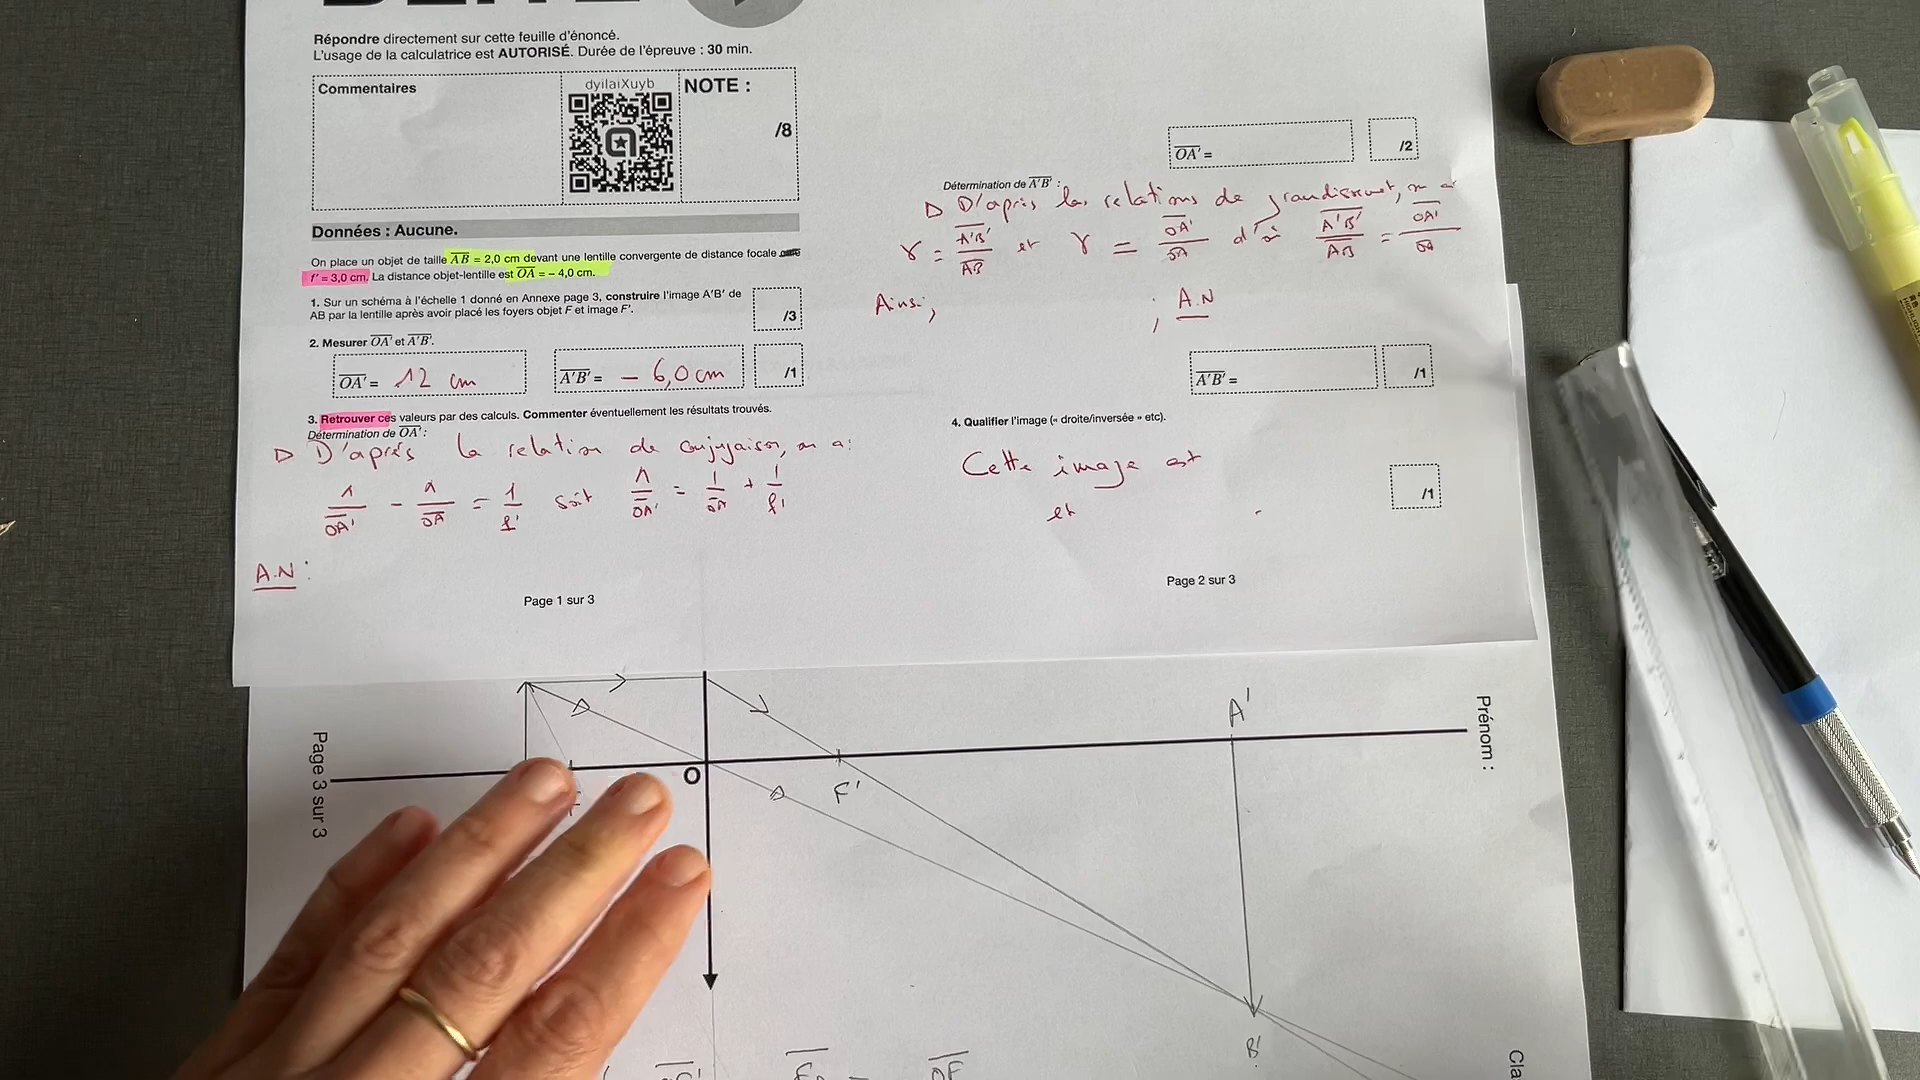 Répondre directement sur cette feuille d'énoncé.
L'usage de la calculatrice est AUTORISÉ. Durée de l'épreuve : 30 min.
Commentaires
dyilaiXuyb
NOTE :
/8
Données : Aucune.
On place un objet de taille AB = 2,0 cm devant une lentille convergente de distance focale
f' = 3,0 cm. La distance objet-lentille est OA = – 4,0 cm.
1. Sur un schéma à l'échelle 1 donné en Annexe page 3, construire l'image A'B' de
AB par la lentille après avoir placé les foyers objet F et image F'.
/3
2. Mesurer OA' et A'B'.
OA' = 12 cm
A'B' = – 6,0 cm
/1
3. Retrouver ces valeurs par des calculs. Commenter éventuellement les résultats trouvés.
Détermination de OA' :
▷ D'après la relation de conjugaison, on a :
1/OA' - 1/OA = 1/f' soit 1/OA' = 1/OA + 1/f'
A.N :
Page 1 sur 3
OA' =
/2
Détermination de A'B' :
▷ D'après les relations de grandissement, on a
γ = A'B'/AB et γ = OA'/OA d'où A'B'/AB = OA'/OA
Ainsi, ; A.N
A'B' =
/1
4. Qualifier l'image (« droite/inversée » etc).
Cette image est
et .
/1
Page 2 sur 3
Page 3 sur 3
O
F'
A'
B'
Prénom :
Cla
OF